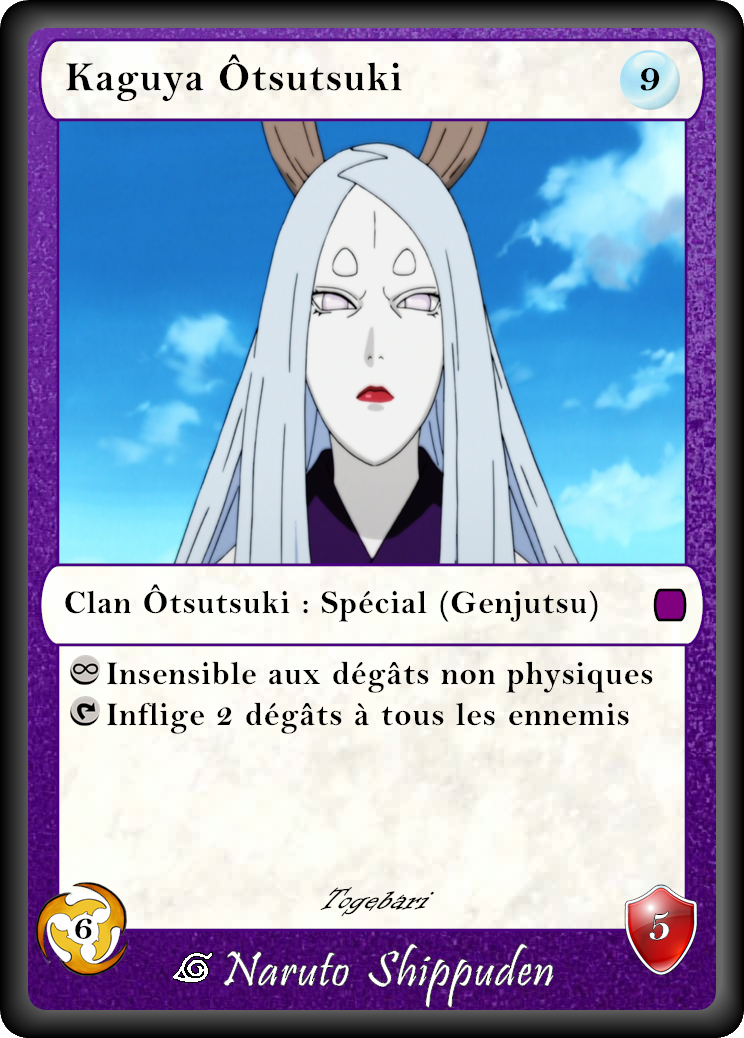 Kaguya Ôtsutsuki
9
Clan Ôtsutsuki : Spécial (Genjutsu)
Insensible aux dégâts non physiques
Inflige 2 dégâts à tous les ennemis
Togebari
6
5
Naruto Shippuden